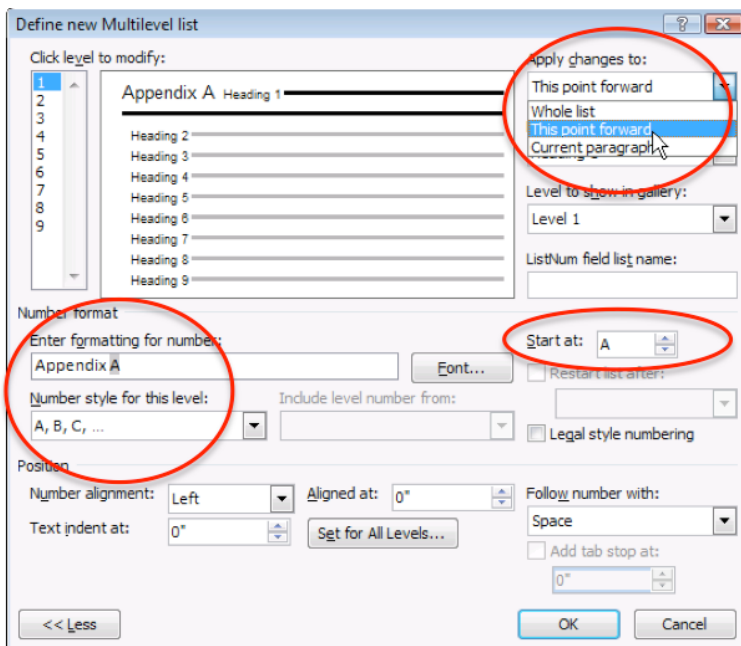 Define new Multilevel list
Click level to modify:
1
2
3
4
5
6
7
8
9
Appendix A Heading 1
Heading 2
Heading 3
Heading 4
Heading 5
Heading 6
Heading 7
Heading 8
Heading 9
Apply changes to:
This point forward
Whole list
This point forward
Current paragraph
Level to show in gallery:
Level 1
ListNum field list name:
Number format
Enter formatting for number:
Appendix A
Font...
Number style for this level:
A, B, C, ...
Include level number from:
Start at: A
Restart list after:
Legal style numbering
Position
Number alignment: Left
Aligned at: 0"
Text indent at: 0"
Set for All Levels...
Follow number with:
Space
Add tab stop at:
0"
<< Less
OK
Cancel